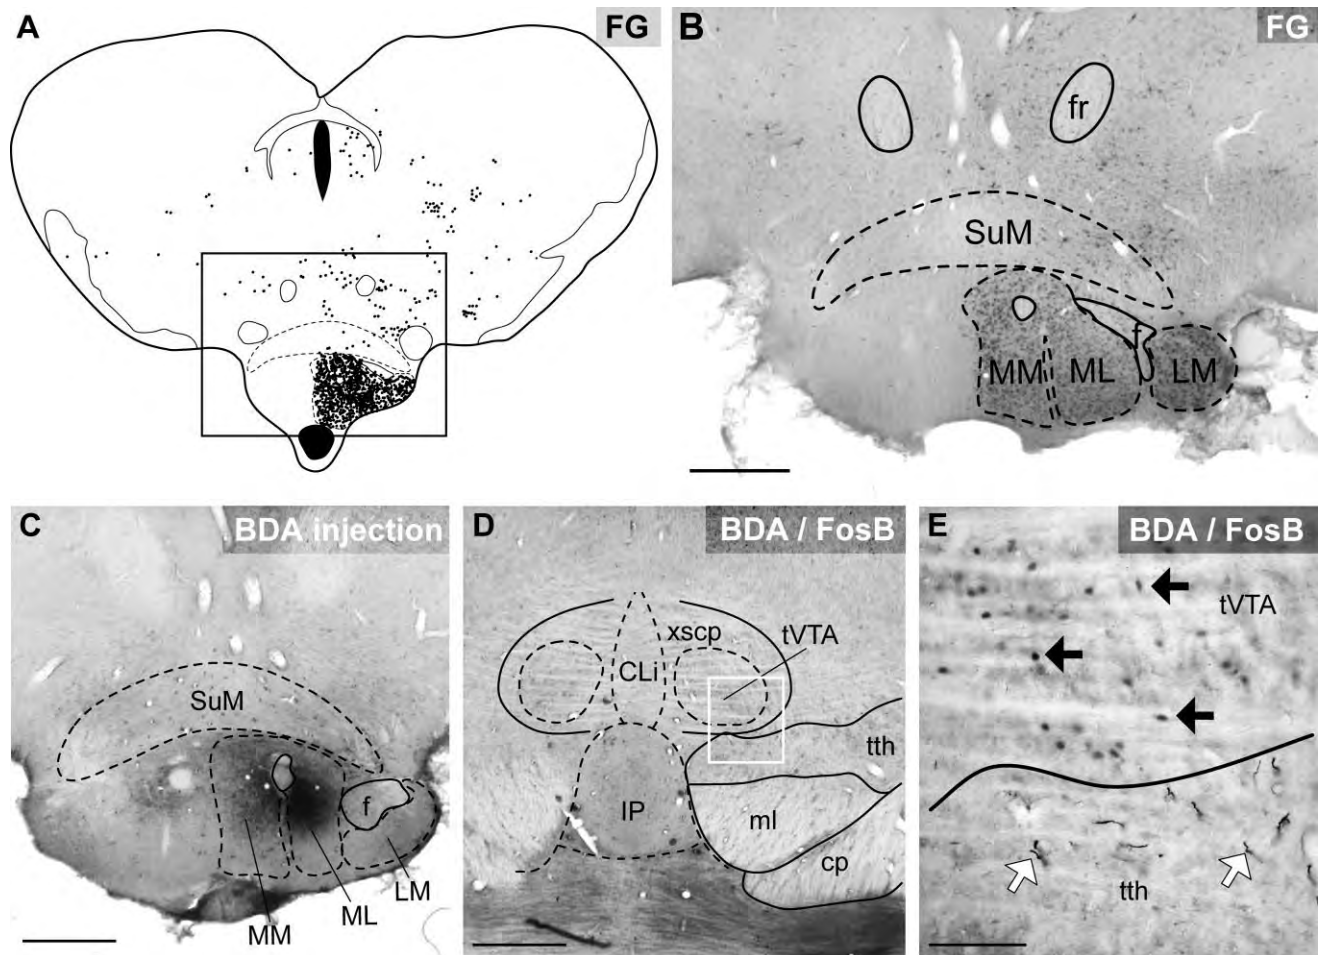 A
FG
B
FG
fr
SuM
MM
ML
f
LM
C
BDA injection
SuM
f
LM
ML
MM
D
BDA / FosB
xscp
tVTA
CLi
tth
IP
ml
cp
E
BDA / FosB
tVTA
tth